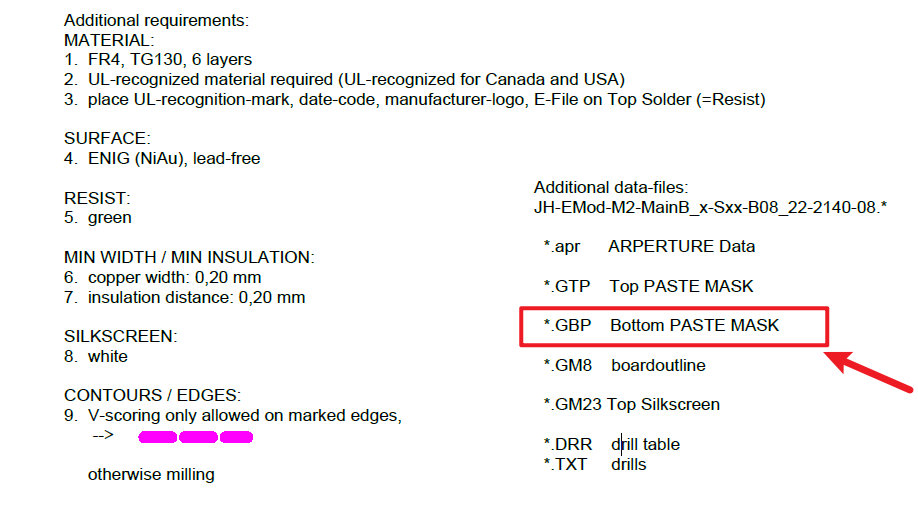 Additional requirements:
MATERIAL:
1. FR4, TG130, 6 layers
2. UL-recognized material required (UL-recognized for Canada and USA)
3. place UL-recognition-mark, date-code, manufacturer-logo, E-File on Top Solder (=Resist)
SURFACE:
4. ENIG (NiAu), lead-free
RESIST:
5. green
MIN WIDTH / MIN INSULATION:
6. copper width: 0,20 mm
7. insulation distance: 0,20 mm
SILKSCREEN:
8. white
CONTOURS / EDGES:
9. V-scoring only allowed on marked edges,
-->
otherwise milling
Additional data-files:
JH-EMod-M2-MainB_x-Sxx-B08_22-2140-08.*
*.apr ARPERTURE Data
*.GTP Top PASTE MASK
*.GBP Bottom PASTE MASK
*.GM8 boardoutline
*.GM23 Top Silkscreen
*.DRR drill table
*.TXT drills